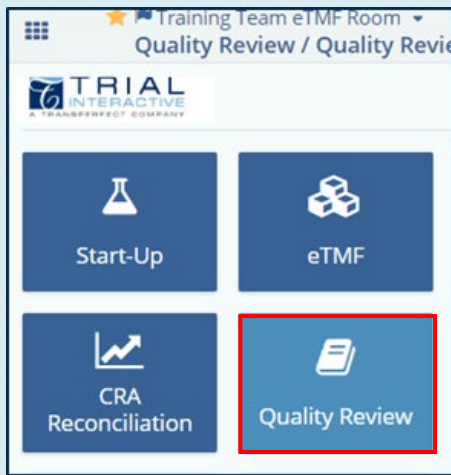 Training Team eTMF Room
Quality Review / Quality Revie
TRIAL
INTERACTIVE
A TRANSPERFECT COMPANY
Start-Up
eTMF
CRA
Reconciliation
Quality Review